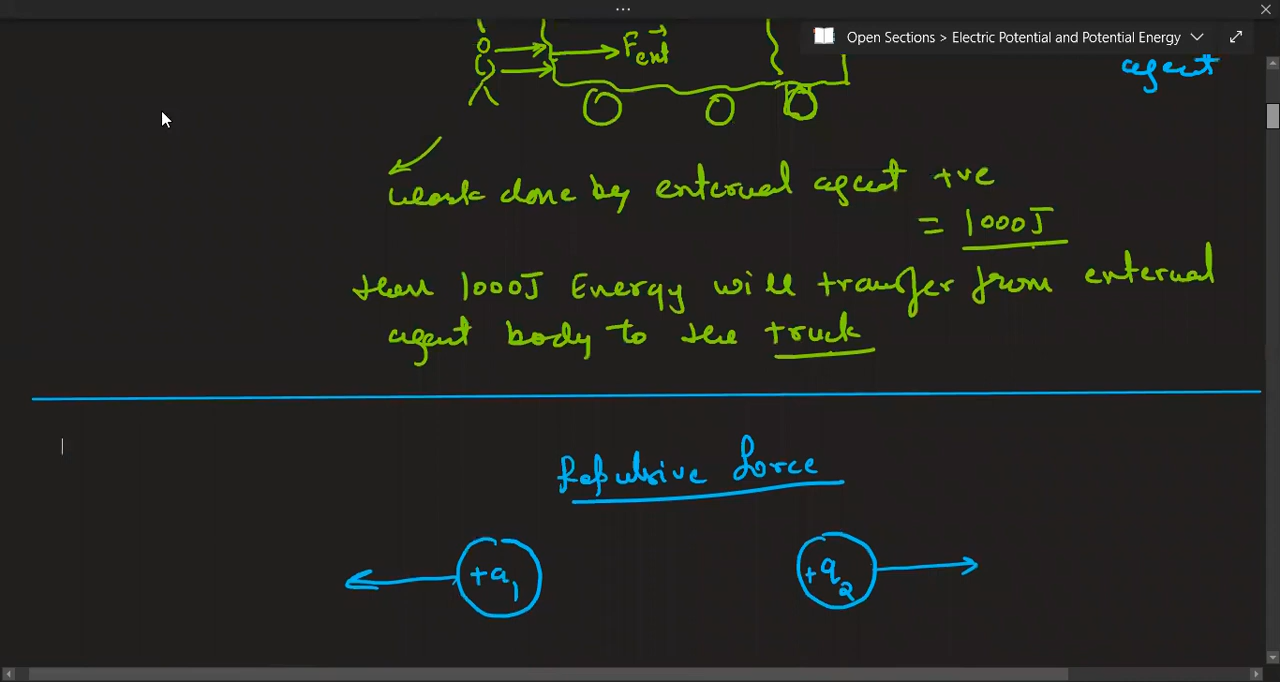 Open Sections > Electric Potential and Potential Energy
Fext
agent
work done by external agent +ve
= 1000J
then 1000J Energy will transfer from external
agent body to the truck
Repulsive force
+q1
+q2